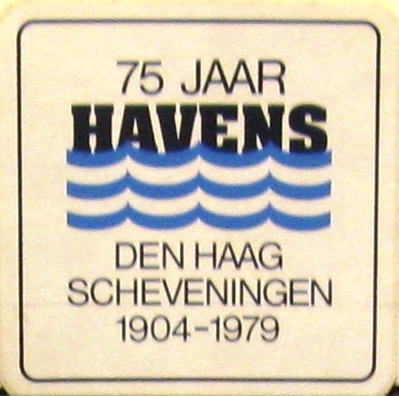 75 JAAR
HAVENS
DEN HAAG
SCHEVENINGEN
1904-1979